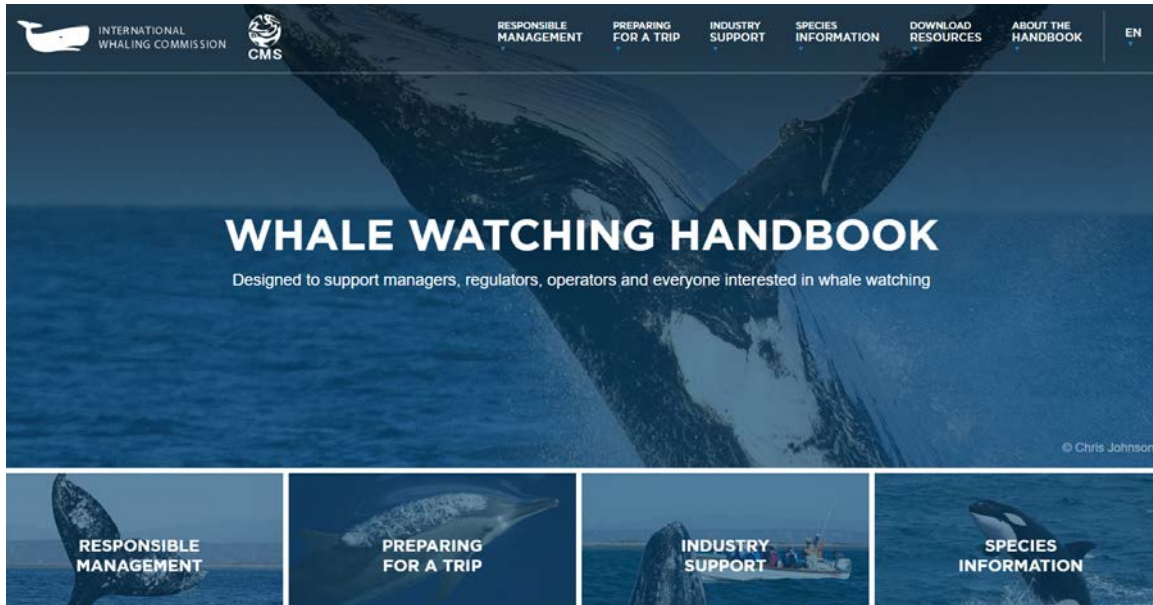 INTERNATIONAL
WHALING COMMISSION
CMS
RESPONSIBLE
MANAGEMENT
PREPARING
FOR A TRIP
INDUSTRY
SUPPORT
SPECIES
INFORMATION
DOWNLOAD
RESOURCES
ABOUT THE
HANDBOOK
EN
WHALE WATCHING HANDBOOK
Designed to support managers, regulators, operators and everyone interested in whale watching
© Chris Johnson
RESPONSIBLE
MANAGEMENT
PREPARING
FOR A TRIP
INDUSTRY
SUPPORT
SPECIES
INFORMATION